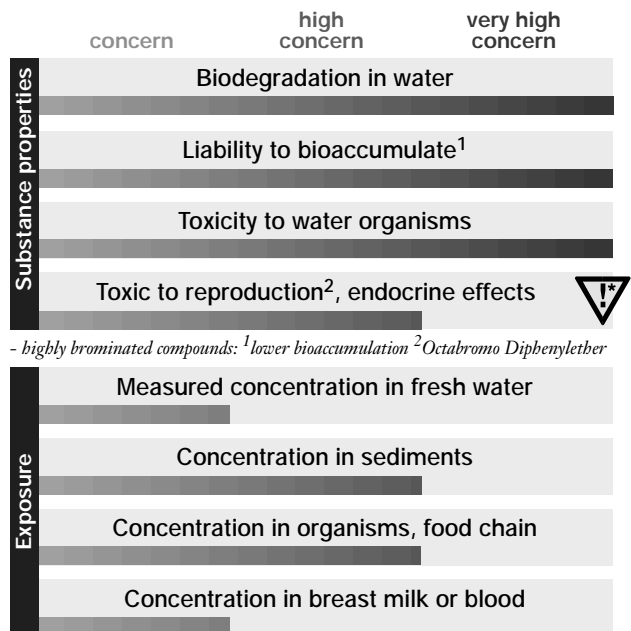 concern
high
concern
very high
concern
Substance properties
Biodegradation in water
Liability to bioaccumulate¹
Toxicity to water organisms
Toxic to reproduction², endocrine effects
!*
- highly brominated compounds: ¹lower bioaccumulation ²Octabromo Diphenylether
Exposure
Measured concentration in fresh water
Concentration in sediments
Concentration in organisms, food chain
Concentration in breast milk or blood